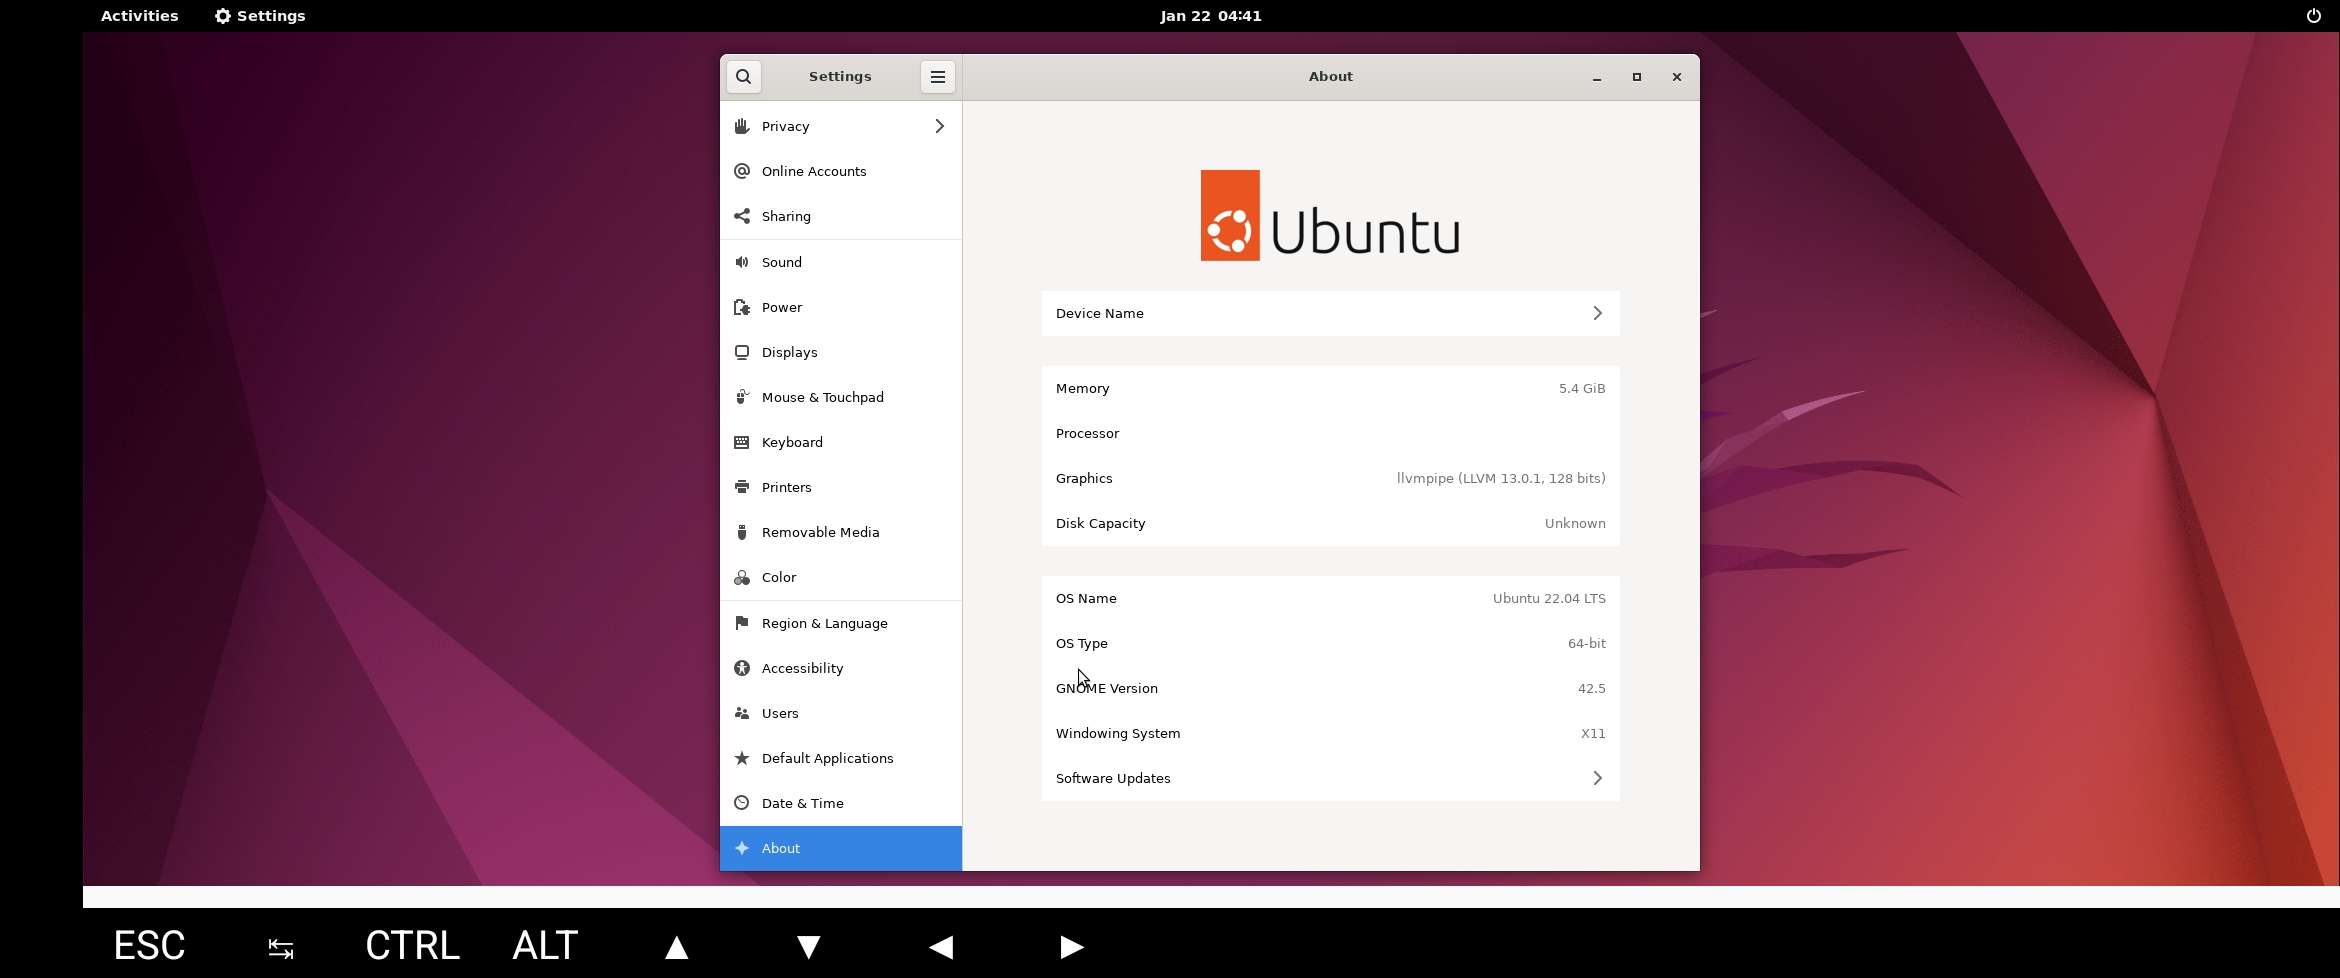 Activities Settings Jan 22 04:41
Settings About
Privacy
Online Accounts
Sharing
Sound
Power
Displays
Mouse & Touchpad
Keyboard
Printers
Removable Media
Color
Region & Language
Accessibility
Users
Default Applications
Date & Time
About
Ubuntu
Device Name
Memory 5.4 GiB
Processor
Graphics llvmpipe (LLVM 13.0.1, 128 bits)
Disk Capacity Unknown
OS Name Ubuntu 22.04 LTS
OS Type 64-bit
GNOME Version 42.5
Windowing System X11
Software Updates
ESC CTRL ALT